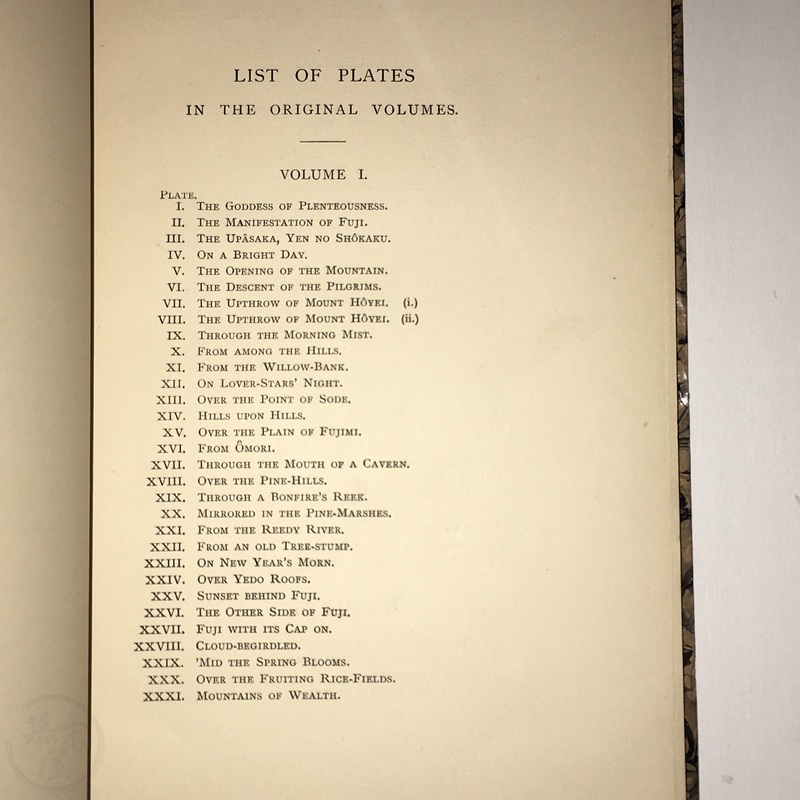 LIST OF PLATES
IN THE ORIGINAL VOLUMES.
VOLUME I.
PLATE.
I. THE GODDESS OF PLENTEOUSNESS.
II. THE MANIFESTATION OF FUJI.
III. THE UPÂSAKA, YEN NO SHÔKAKU.
IV. ON A BRIGHT DAY.
V. THE OPENING OF THE MOUNTAIN.
VI. THE DESCENT OF THE PILGRIMS.
VII. THE UPTHROW OF MOUNT HÔYEI. (i.)
VIII. THE UPTHROW OF MOUNT HÔYEI. (ii.)
IX. THROUGH THE MORNING MIST.
X. FROM AMONG THE HILLS.
XI. FROM THE WILLOW-BANK.
XII. ON LOVER-STARS' NIGHT.
XIII. OVER THE POINT OF SODE.
XIV. HILLS UPON HILLS.
XV. OVER THE PLAIN OF FUJIMI.
XVI. FROM ÔMORI.
XVII. THROUGH THE MOUTH OF A CAVERN.
XVIII. OVER THE PINE-HILLS.
XIX. THROUGH A BONFIRE'S REEK.
XX. MIRRORED IN THE PINE-MARSHES.
XXI. FROM THE REEDY RIVER.
XXII. FROM AN OLD TREE-STUMP.
XXIII. ON NEW YEAR'S MORN.
XXIV. OVER YEDO ROOFS.
XXV. SUNSET BEHIND FUJI.
XXVI. THE OTHER SIDE OF FUJI.
XXVII. FUJI WITH ITS CAP ON.
XXVIII. CLOUD-BEGIRDLED.
XXIX. 'MID THE SPRING BLOOMS.
XXX. OVER THE FRUITING RICE-FIELDS.
XXXI. MOUNTAINS OF WEALTH.